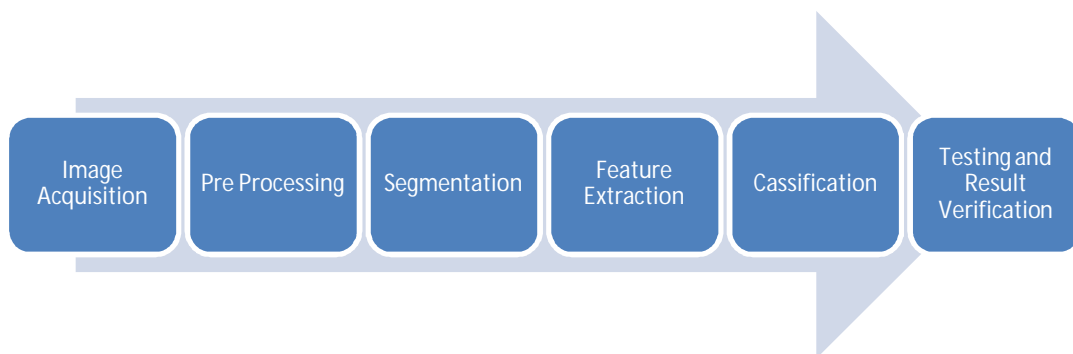 Image
Acquisition
Pre Processing
Segmentation
Feature
Extraction
Cassification
Testing and
Result
Verification